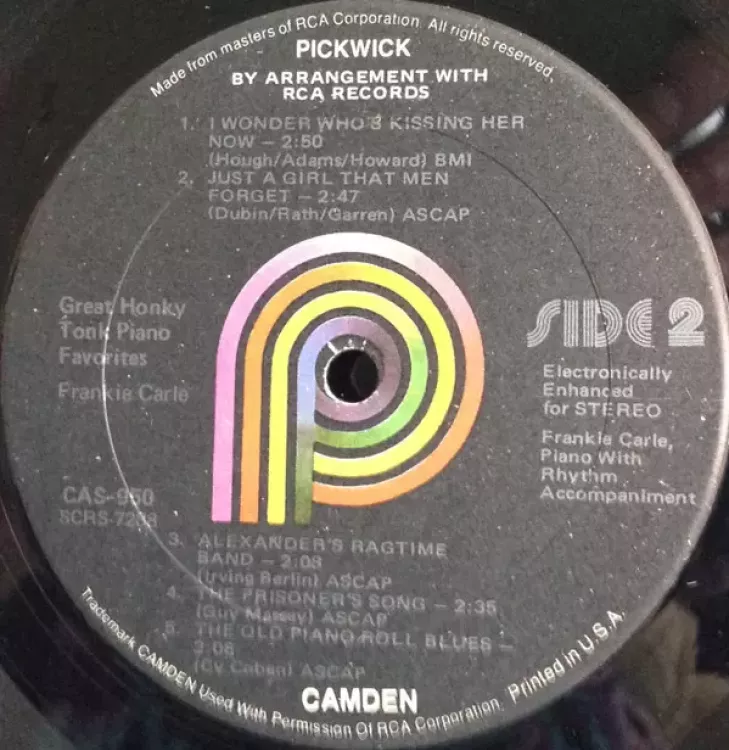 Made from masters of RCA Corporation. All rights reserved.
PICKWICK
BY ARRANGEMENT WITH
RCA RECORDS
1. I WONDER WHO'S KISSING HER
NOW – 2:50
(Hough/Adams/Howard) BMI
2. JUST A GIRL THAT MEN
FORGET – 2:47
(Dubin/Rath/Garren) ASCAP
Great Honky
Tonk Piano
Favorites
Frankie Carle
SIDE 2
Electronically
Enhanced
for STEREO
Frankie Carle,
Piano With
Rhythm
Accompaniment
CAS-950
3. ALEXANDER'S RAGTIME
BAND – 2:08
(Irving Berlin) ASCAP
4. THE PRISONER'S SONG – 2:35
(Guy Massey) ASCAP
5. THE OLD PIANO ROLL BLUES –
3:06
(Cy Coben) ASCAP
CAMDEN
Trademark CAMDEN Used With Permission Of RCA Corporation. Printed in U.S.A.